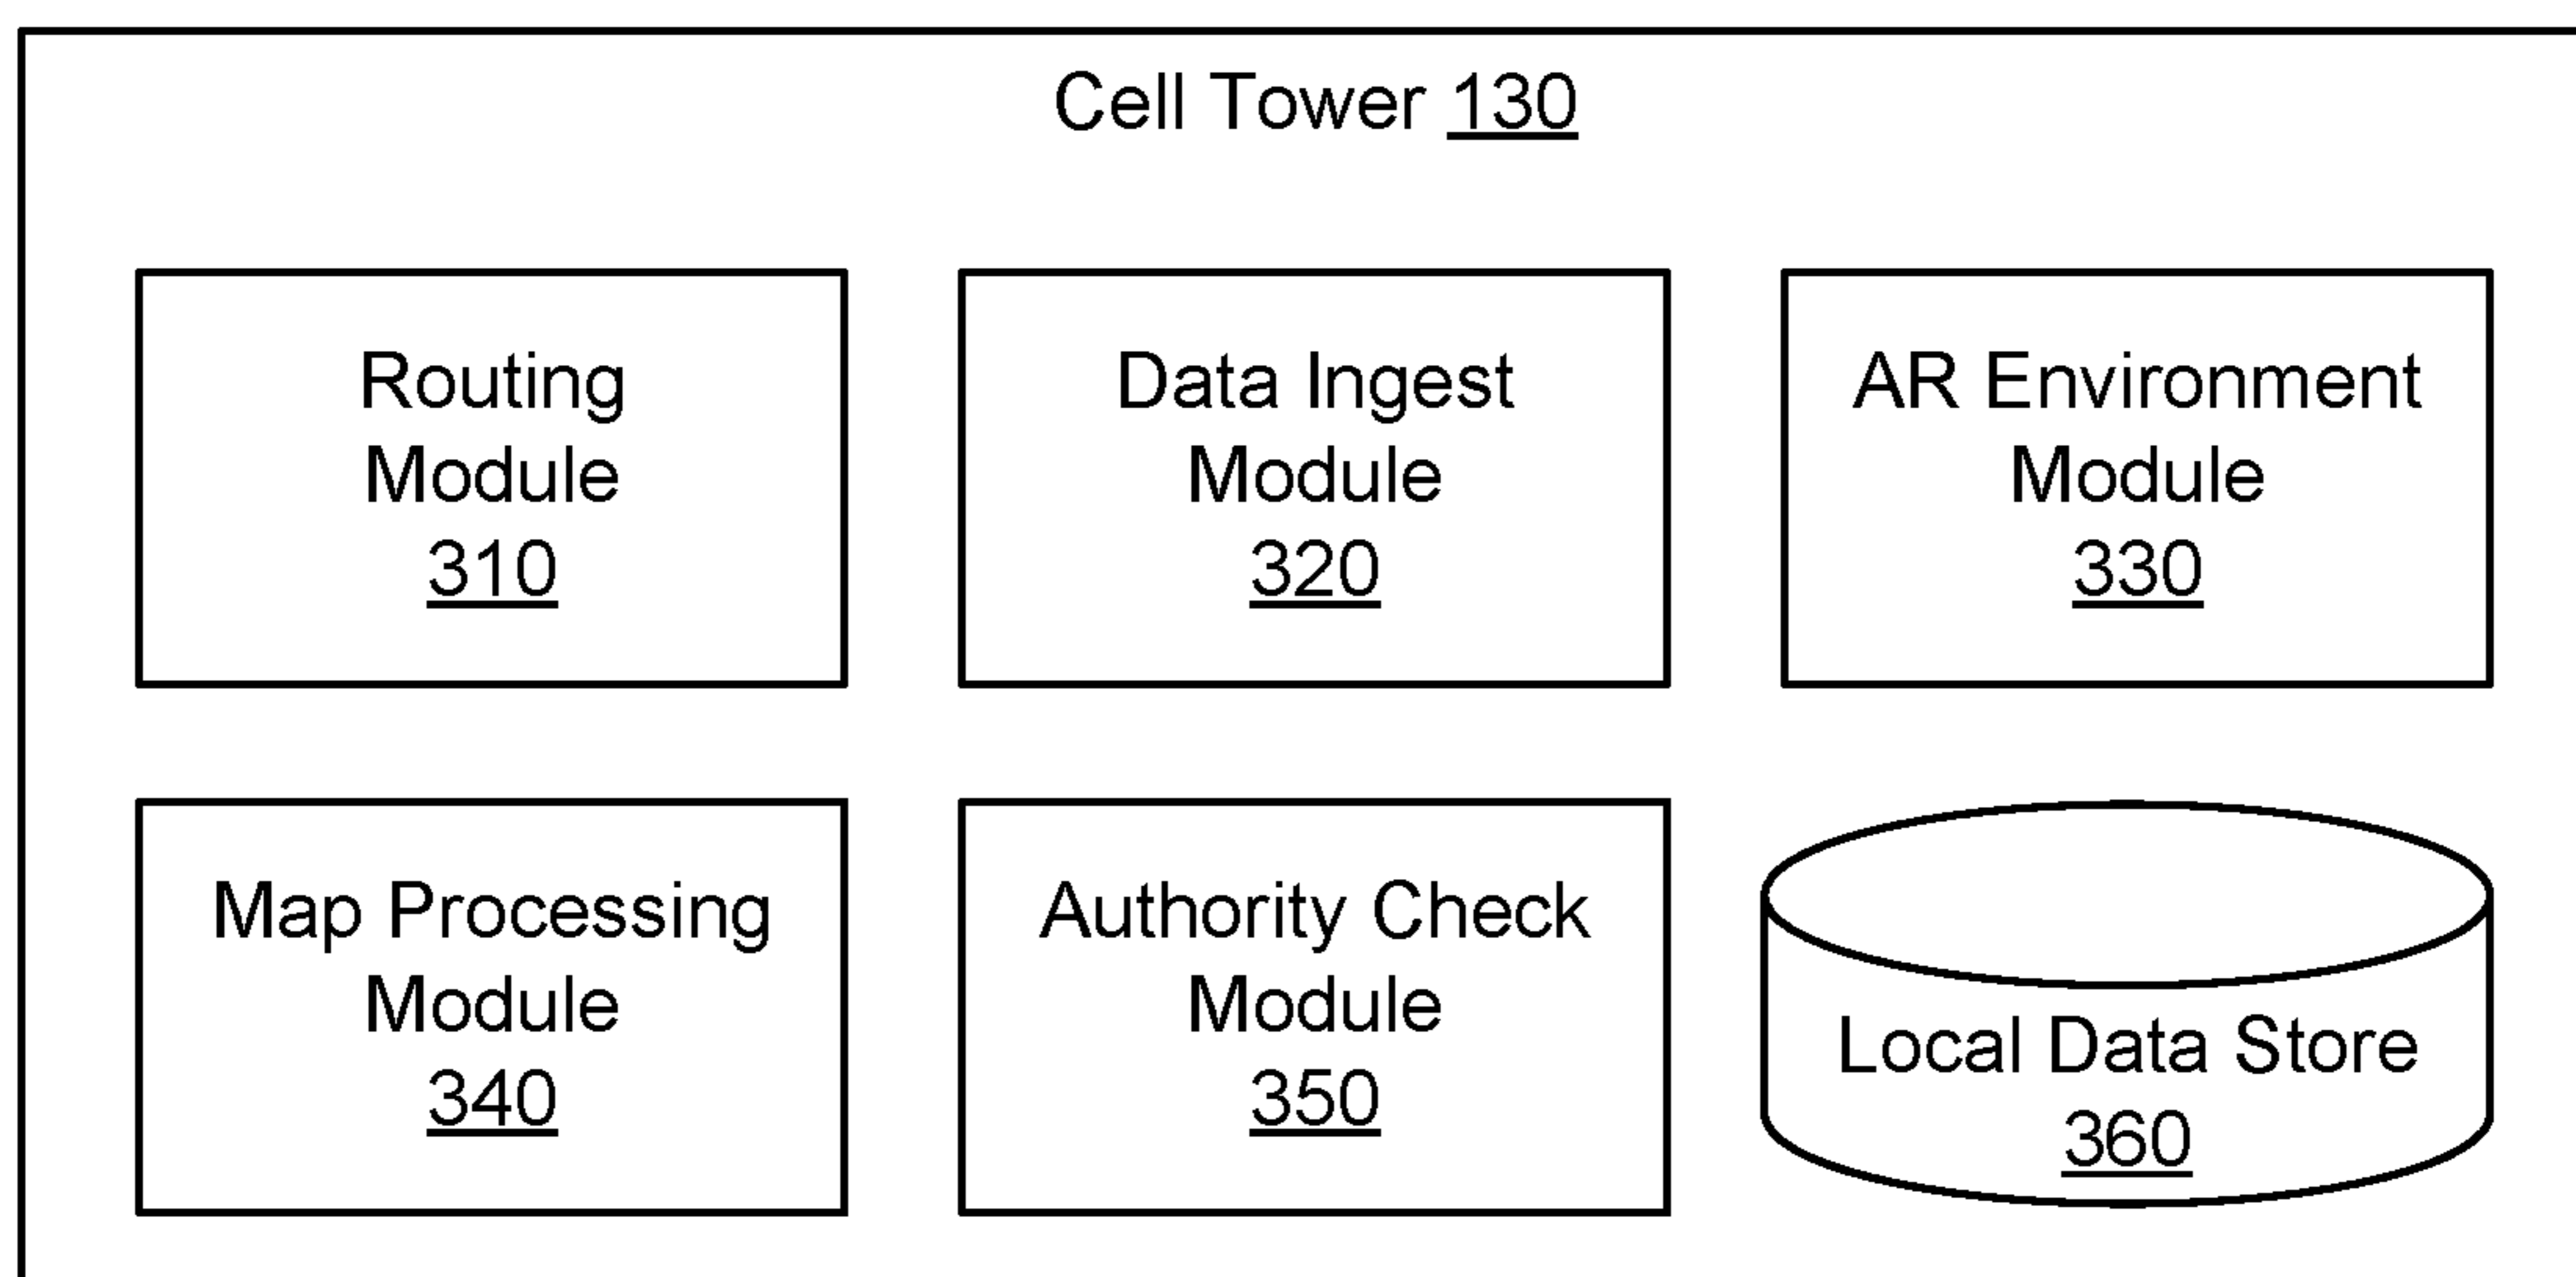 Cell Tower 130
Routing
Module
310
Data Ingest
Module
320
AR Environment
Module
330
Map Processing
Module
340
Authority Check
Module
350
Local Data Store
360